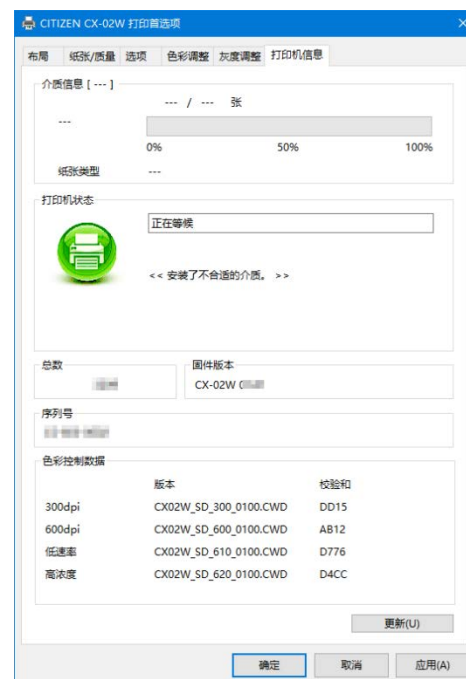 CITIZEN CX-02W 打印首选项
布局 纸张/质量 选项 色彩调整 灰度调整 打印机信息
介质信息 [ --- ]
--- / --- 张
---
0% 50% 100%
纸张类型 ---
打印机状态
正在等候
<< 安装了不合适的介质。 >>
总数 固件版本
CX-02W
序列号
色彩控制数据
版本 校验和
300dpi CX02W_SD_300_0100.CWD DD15
600dpi CX02W_SD_600_0100.CWD AB12
低速率 CX02W_SD_610_0100.CWD D776
高浓度 CX02W_SD_620_0100.CWD D4CC
更新(U)
确定 取消 应用(A)